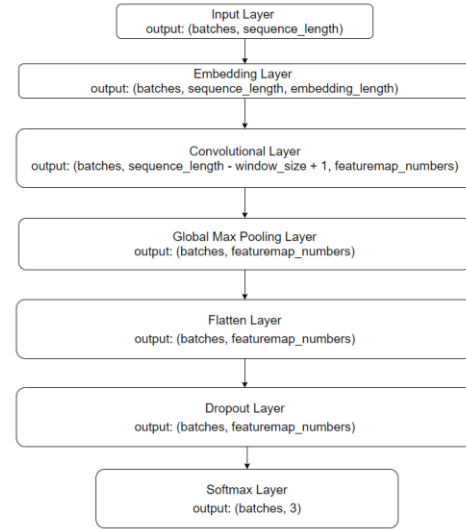 Input Layer
output: (batches, sequence_length)
Embedding Layer
output: (batches, sequence_length, embedding_length)
Convolutional Layer
output: (batches, sequence_length - window_size + 1, featuremap_numbers)
Global Max Pooling Layer
output: (batches, featuremap_numbers)
Flatten Layer
output: (batches, featuremap_numbers)
Dropout Layer
output: (batches, featuremap_numbers)
Softmax Layer
output: (batches, 3)